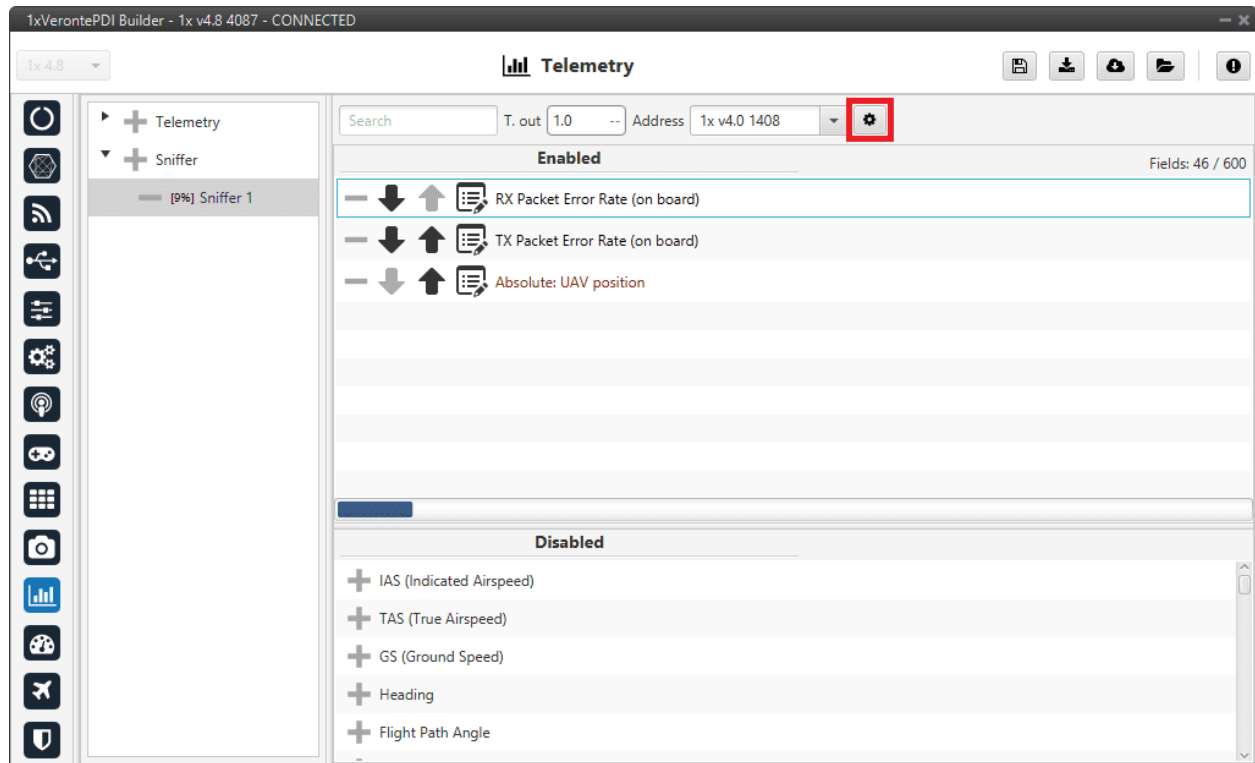 1xVerontePDI Builder - 1x v4.8 4087 - CONNECTED
1x 4.8
Telemetry
Telemetry
Sniffer
[9%] Sniffer 1
Search T. out 1.0 -- Address 1x v4.0 1408
Enabled Fields: 46 / 600
RX Packet Error Rate (on board)
TX Packet Error Rate (on board)
Absolute: UAV position
Disabled
IAS (Indicated Airspeed)
TAS (True Airspeed)
GS (Ground Speed)
Heading
Flight Path Angle